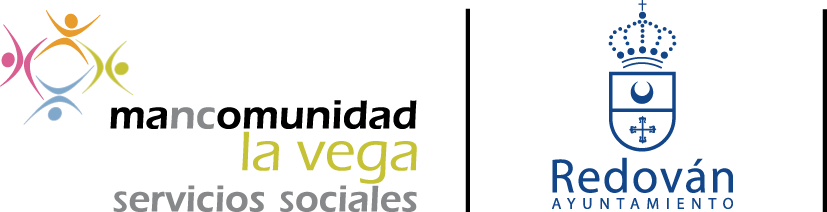 mancomunidad
la vega
servicios sociales
Redován
AYUNTAMIENTO